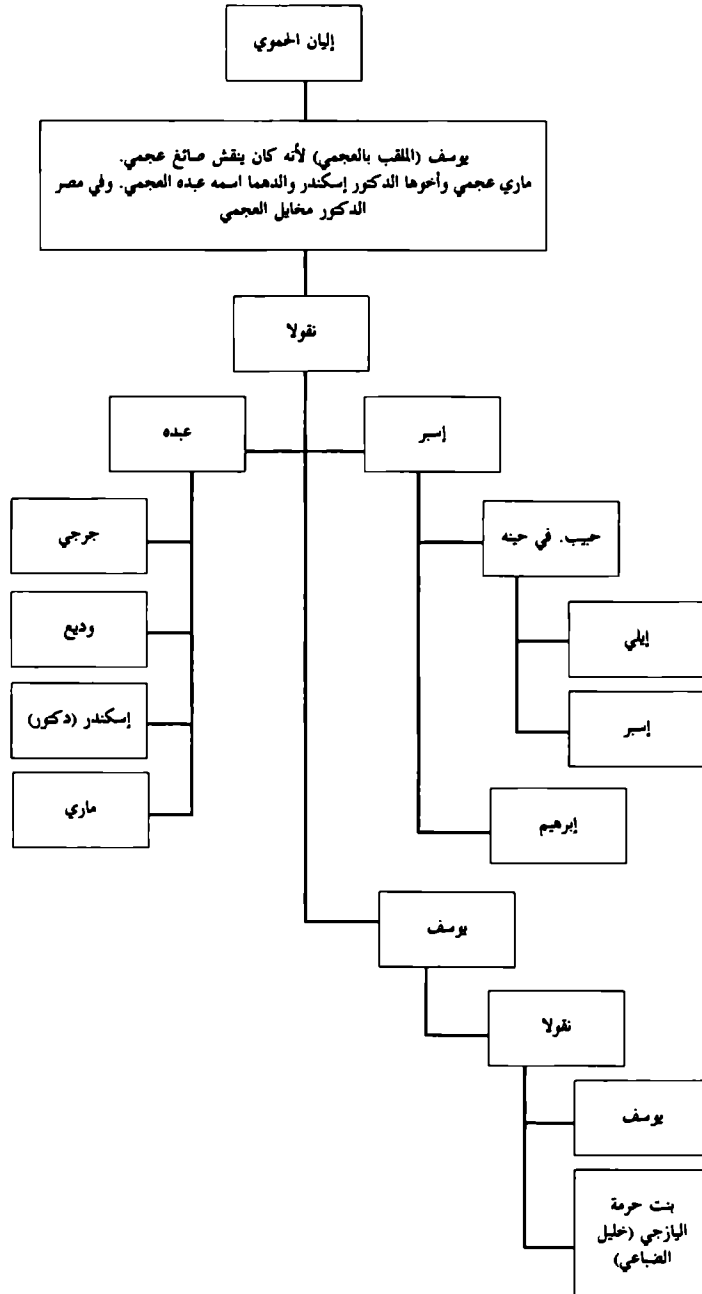 إليان الحموي
يوسف (الملقب بالعجمي) لأنه كان ينقش صائغ عجمي.
ماري عجمي وأخوها الدكتور إسكندر والدهما اسمه عبده العجمي. وفي مصر
الدكتور مخايل العجمي
نقولا
إسبر
عبده
حبيب. في حينه
جرجي
إيلي
وديع
إسبر
إسكندر (دكتور)
ماري
إبرهيم
يوسف
نقولا
يوسف
بنت حرمة
اليازجي (خليل
الضباعي)